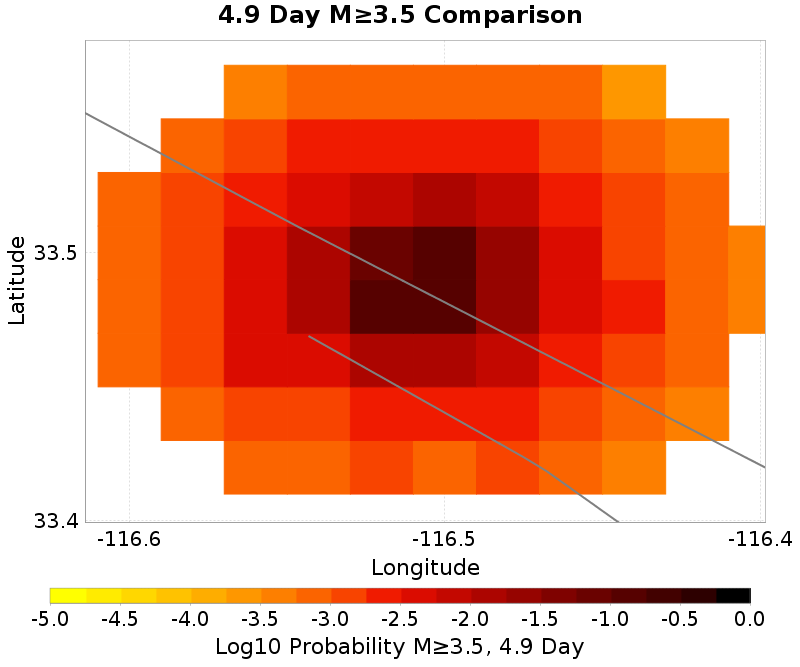 4.9 Day M≥3.5 Comparison
Latitude
33.5
33.4
-116.6 -116.5 -116.4
Longitude
-5.0 -4.5 -4.0 -3.5 -3.0 -2.5 -2.0 -1.5 -1.0 -0.5 0.0
Log10 Probability M≥3.5, 4.9 Day